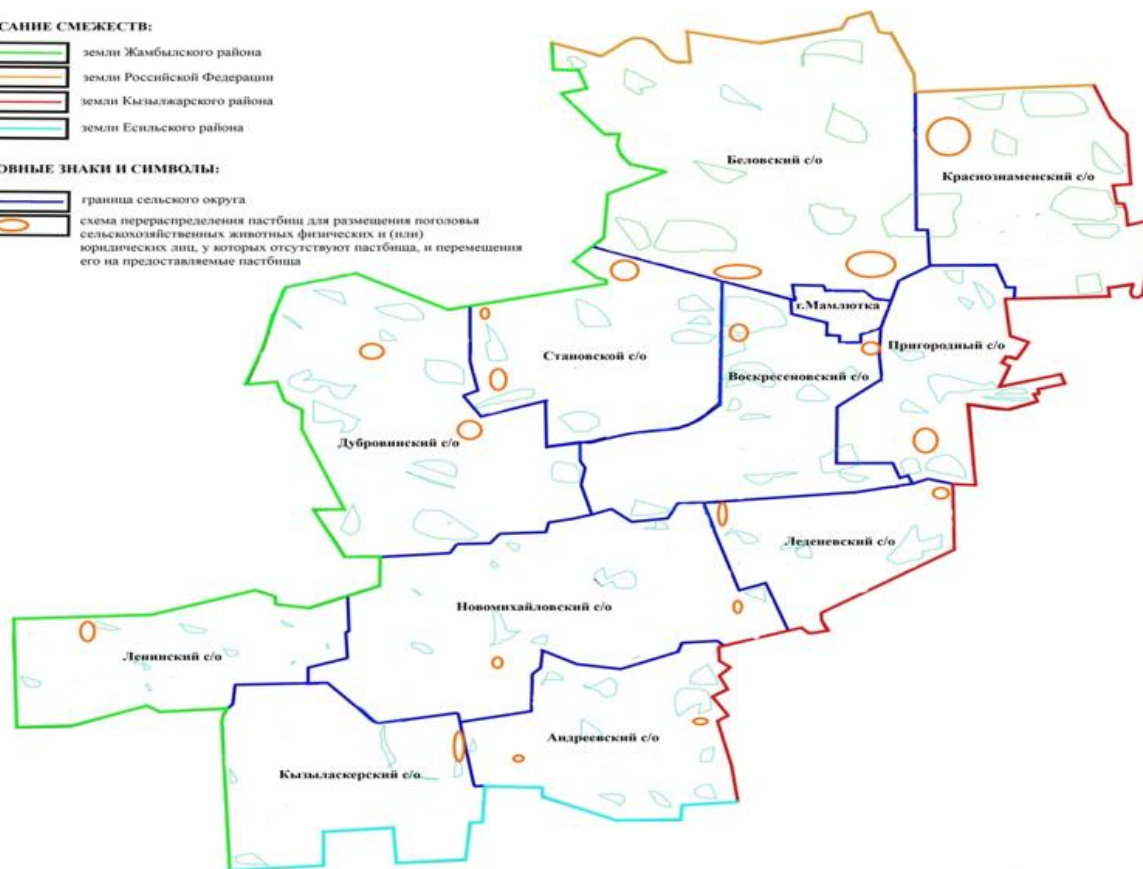 САНИЕ СМЕЖЕСТВ:
земли Жамбылского района
земли Российской Федерации
земли Кызылжарского района
земли Есильского района
ОВНЫЕ ЗНАКИ И СИМВОЛЫ:
граница сельского округа
схема перераспределения пастбищ для размещения поголовья
сельскохозяйственных животных физических и (или)
юридических лиц, у которых отсутствуют пастбища, и перемещения
его на предоставляемые пастбища
Беловский с/о
Краснознаменский с/о
г.Мамлютка
Становской с/о
Пригородный с/о
Воскресеновский с/о
Дубровинский с/о
Леденевский с/о
Новомихайловский с/о
Ленинский с/о
Андреевский с/о
Кызыласкерский с/о